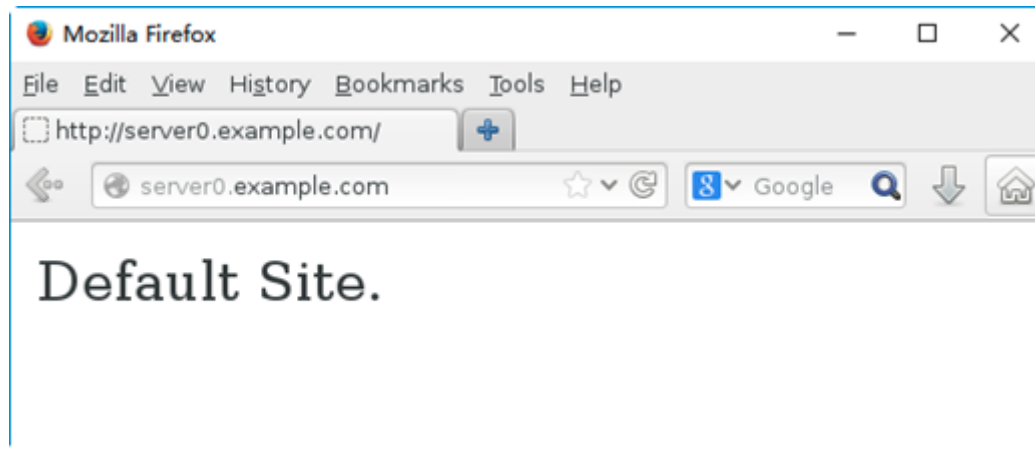 Mozilla Firefox
File Edit View History Bookmarks Tools Help
http://server0.example.com/
server0.example.com
8 Google
Default Site.